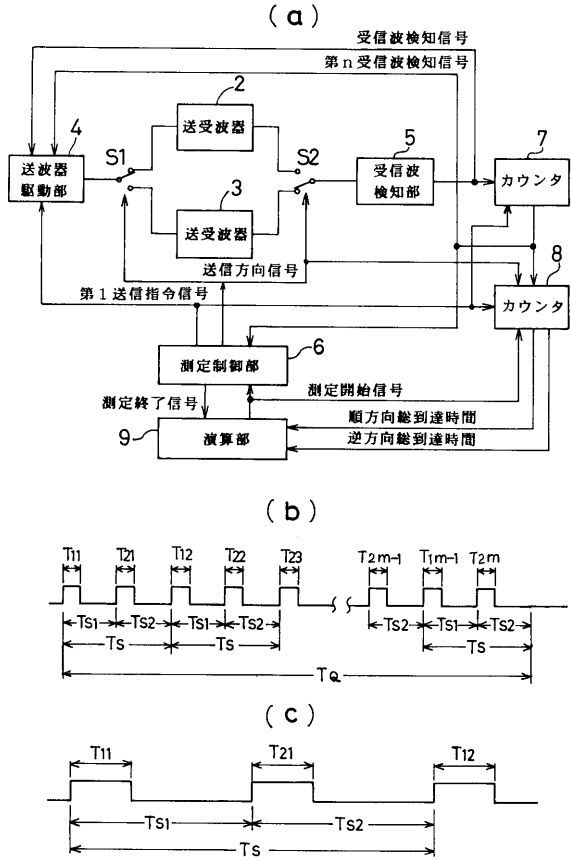 (a)
受信波検知信号
第n受信波検知信号
2
4
送受波器
5
7
送波器
駆動部
S1
S2
受信波
検知部
カウンタ
3
送受波器
送信方向信号
8
第1送信指令信号
カウンタ
6
測定制御部
測定終了信号
測定開始信号
順方向総到達時間
9
演算部
逆方向総到達時間
(b)
T11 T21 T12 T22 T23 T2m-1 T1m-1 T2m
TS1 TS2 TS1 TS2 TS2 TS1 TS2
TS TS TS
TQ
(c)
T11 T21 T12
TS1 TS2
TS